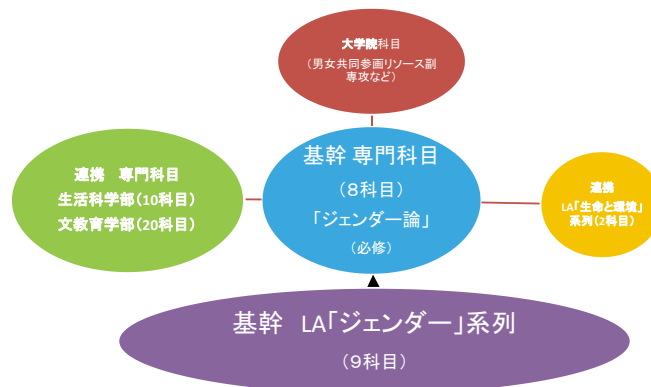 大学院科目
(男女共同参画リソース副
専攻など)
基幹 専門科目
(8科目)
「ジェンダー論」
(必修)
連携　専門科目
生活科学部(10科目)
文教育学部(20科目)
連携
LA「生命と環境」
系列(2科目)
基幹　LA「ジェンダー」系列
(9科目)